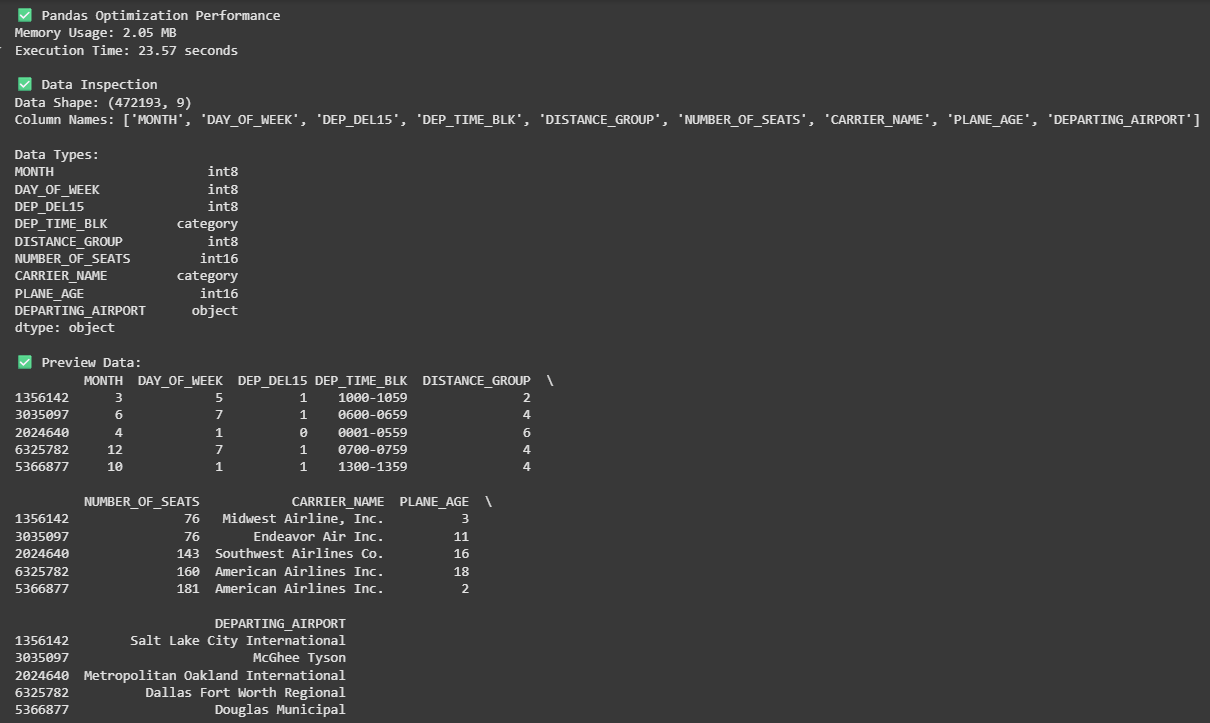 ✅ Pandas Optimization Performance
Memory Usage: 2.05 MB
Execution Time: 23.57 seconds

✅ Data Inspection
Data Shape: (472193, 9)
Column Names: ['MONTH', 'DAY_OF_WEEK', 'DEP_DEL15', 'DEP_TIME_BLK', 'DISTANCE_GROUP', 'NUMBER_OF_SEATS', 'CARRIER_NAME', 'PLANE_AGE', 'DEPARTING_AIRPORT']

Data Types:
MONTH                    int8
DAY_OF_WEEK              int8
DEP_DEL15                int8
DEP_TIME_BLK         category
DISTANCE_GROUP           int8
NUMBER_OF_SEATS         int16
CARRIER_NAME         category
PLANE_AGE               int16
DEPARTING_AIRPORT      object
dtype: object

✅ Preview Data:
         MONTH  DAY_OF_WEEK  DEP_DEL15 DEP_TIME_BLK  DISTANCE_GROUP  \
1356142      3            5          1    1000-1059               2
3035097      6            7          1    0600-0659               4
2024640      4            1          0    0001-0559               6
6325782     12            7          1    0700-0759               4
5366877     10            1          1    1300-1359               4

         NUMBER_OF_SEATS            CARRIER_NAME  PLANE_AGE  \
1356142               76   Midwest Airline, Inc.          3
3035097               76       Endeavor Air Inc.         11
2024640              143  Southwest Airlines Co.         16
6325782              160  American Airlines Inc.         18
5366877              181  American Airlines Inc.          2

                          DEPARTING_AIRPORT
1356142        Salt Lake City International
3035097                        McGhee Tyson
2024640  Metropolitan Oakland International
6325782          Dallas Fort Worth Regional
5366877                   Douglas Municipal